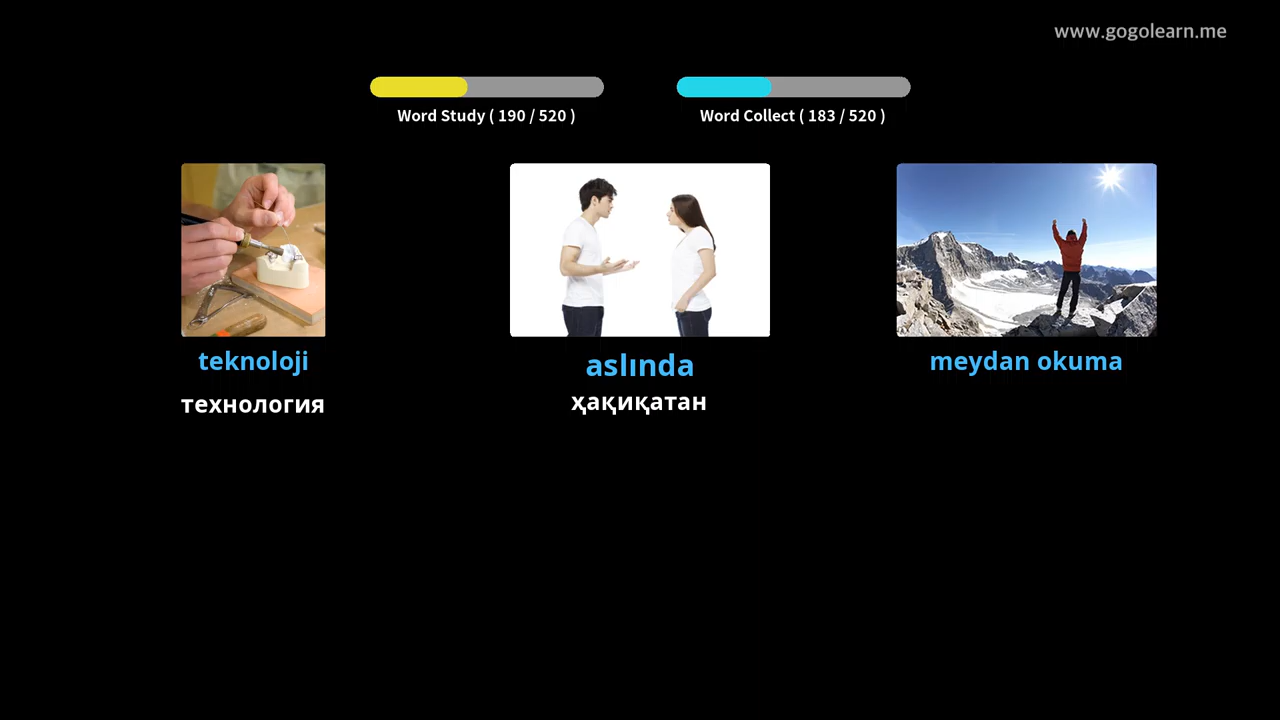 www.gogolearn.me
Word Study ( 190 / 520 )
Word Collect ( 183 / 520 )
teknoloji
технология
aslında
ҳақиқатан
meydan okuma